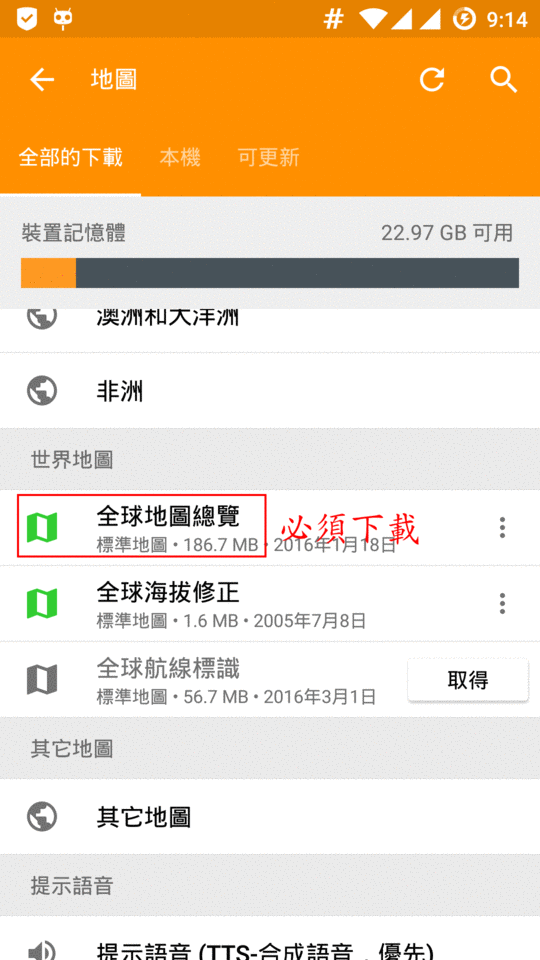 # 9:14
地圖
全部的下載 本機 可更新
裝置記憶體 22.97 GB 可用
澳洲和大洋洲
非洲
世界地圖
全球地圖總覽 必須下載
標準地圖 • 186.7 MB • 2016年1月18日
全球海拔修正
標準地圖 • 1.6 MB • 2005年7月8日
全球航線標識
標準地圖 • 56.7 MB • 2016年3月1日
取得
其它地圖
其它地圖
提示語音
提示語音 (TTS-合成語音，優先)